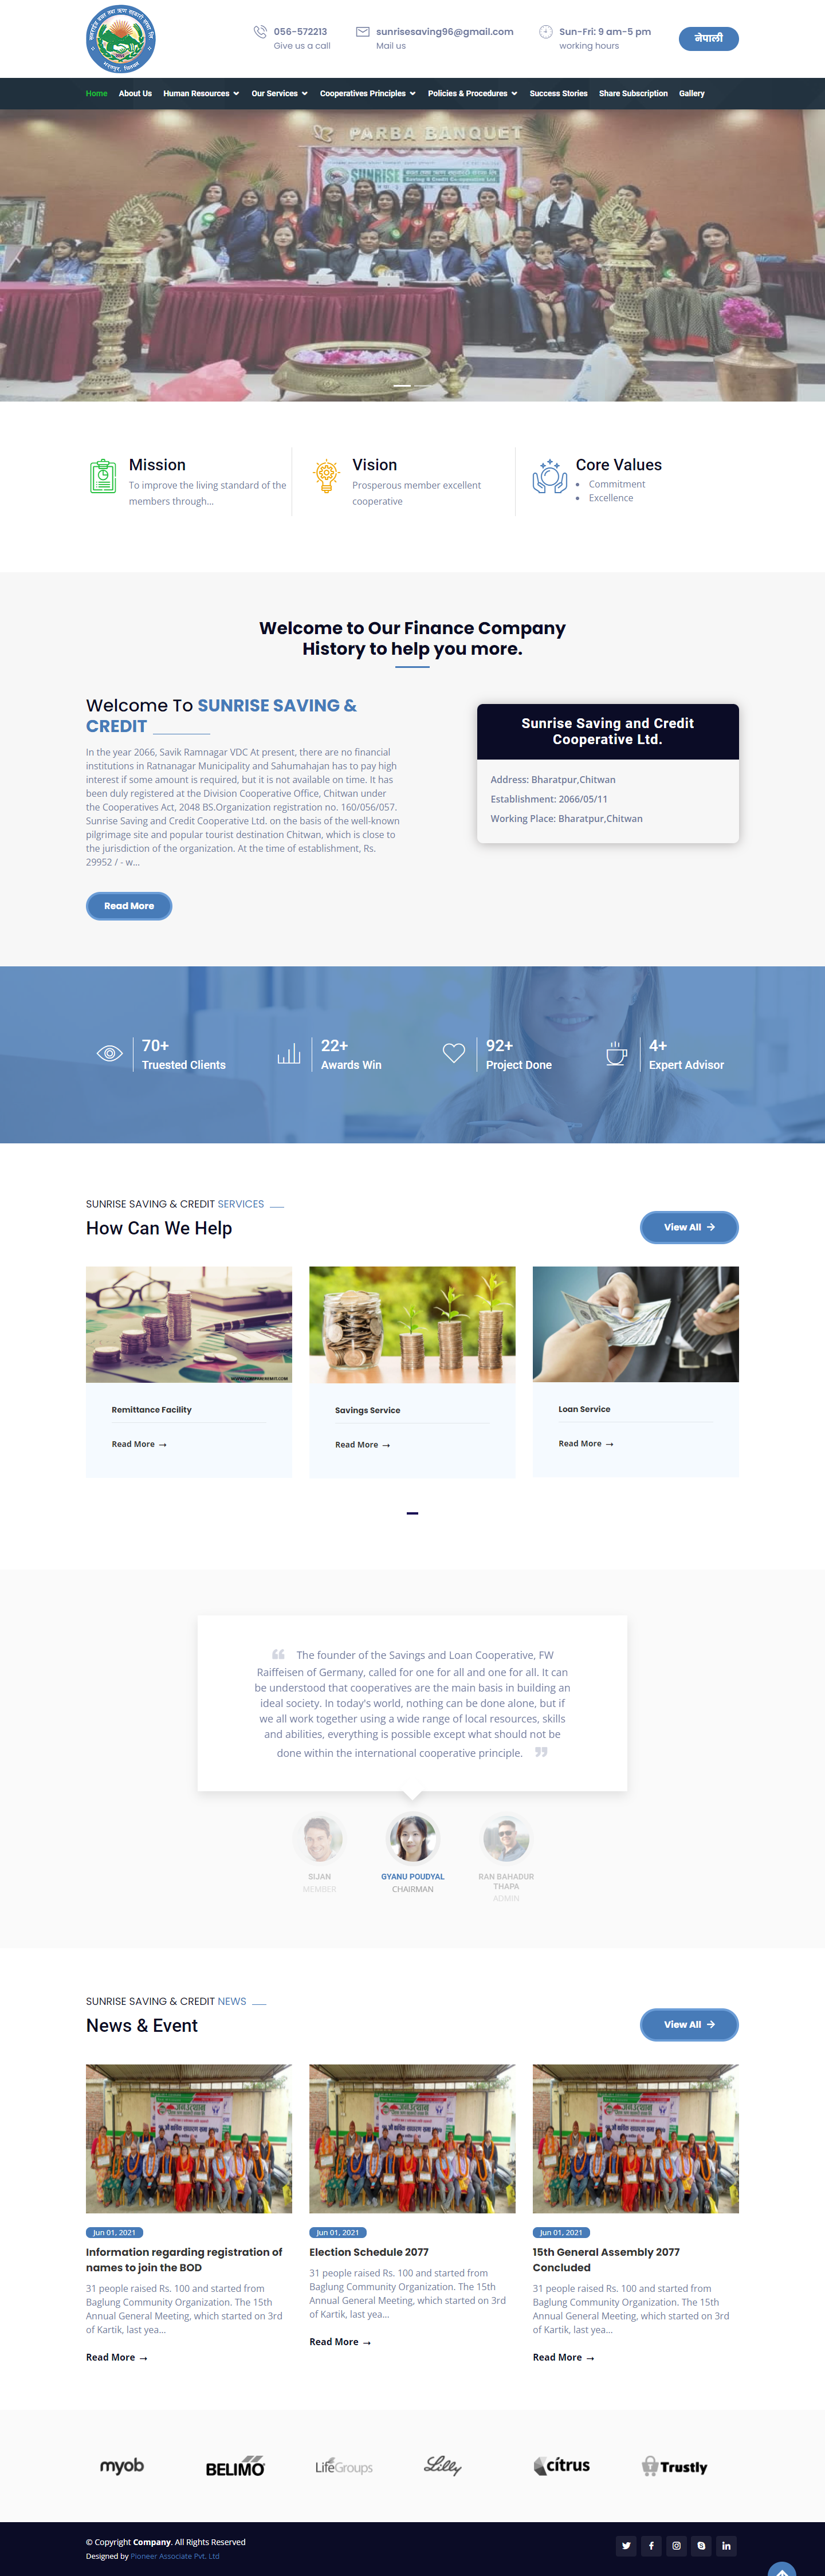 056-572213
Give us a call
sunrisesaving96@gmail.com
Mail us
Sun-Fri: 9 am-5 pm
working hours
नेपाली
Home About Us Human Resources Our Services Cooperatives Principles Policies & Procedures Success Stories Share Subscription Gallery
PARBA BANQUET
SUNRISE
Saving & Credit Co-operative Ltd
Mission
To improve the living standard of the
members through...
Vision
Prosperous member excellent
cooperative
Core Values
Commitment
Excellence
Welcome to Our Finance Company
History to help you more.
Welcome To SUNRISE SAVING &
CREDIT
In the year 2066, Savik Ramnagar VDC At present, there are no financial
institutions in Ratnanagar Municipality and Sahumahajan has to pay high
interest if some amount is required, but it is not available on time. It has
been duly registered at the Division Cooperative Office, Chitwan under
the Cooperatives Act, 2048 BS.Organization registration no. 160/056/057.
Sunrise Saving and Credit Cooperative Ltd. on the basis of the well-known
pilgrimage site and popular tourist destination Chitwan, which is close to
the jurisdiction of the organization. At the time of establishment, Rs.
29952 / - w...
Read More
Sunrise Saving and Credit
Cooperative Ltd.
Address: Bharatpur,Chitwan
Establishment: 2066/05/11
Working Place: Bharatpur,Chitwan
70+
Truested Clients
22+
Awards Win
92+
Project Done
4+
Expert Advisor
SUNRISE SAVING & CREDIT SERVICES
How Can We Help
View All
Remittance Facility
Read More
Savings Service
Read More
Loan Service
Read More
The founder of the Savings and Loan Cooperative, FW
Raiffeisen of Germany, called for one for all and one for all. It can
be understood that cooperatives are the main basis in building an
ideal society. In today's world, nothing can be done alone, but if
we all work together using a wide range of local resources, skills
and abilities, everything is possible except what should not be
done within the international cooperative principle.
SIJAN
MEMBER
GYANU POUDYAL
CHAIRMAN
RAN BAHADUR
THAPA
ADMIN
SUNRISE SAVING & CREDIT NEWS
News & Event
View All
Jun 01, 2021
Information regarding registration of
names to join the BOD
31 people raised Rs. 100 and started from
Baglung Community Organization. The 15th
Annual General Meeting, which started on 3rd
of Kartik, last yea...
Read More
Jun 01, 2021
Election Schedule 2077
31 people raised Rs. 100 and started from
Baglung Community Organization. The 15th
Annual General Meeting, which started on 3rd
of Kartik, last yea...
Read More
Jun 01, 2021
15th General Assembly 2077
Concluded
31 people raised Rs. 100 and started from
Baglung Community Organization. The 15th
Annual General Meeting, which started on 3rd
of Kartik, last yea...
Read More
myob
BELIMO
LifeGroups
Lilly
citrus
Trustly
© Copyright Company. All Rights Reserved
Designed by Pioneer Associate Pvt. Ltd